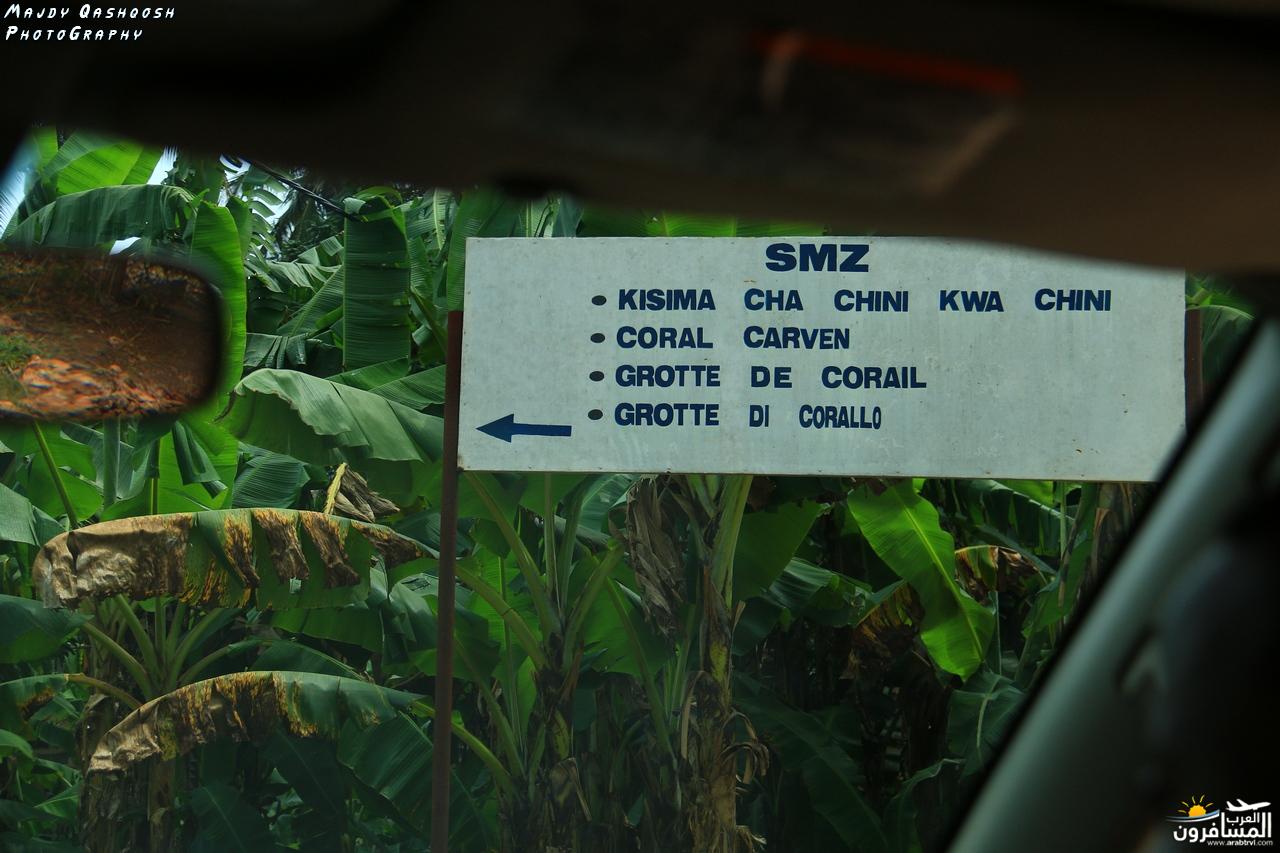 Majdy Qashqosh
PhotoGraphy
SMZ
• KISIMA CHA CHINI KWA CHINI
• CORAL CARVEN
• GROTTE DE CORAIL
• GROTTE DI CORALLO
العرب
المسافرون
www.arabtrvl.com